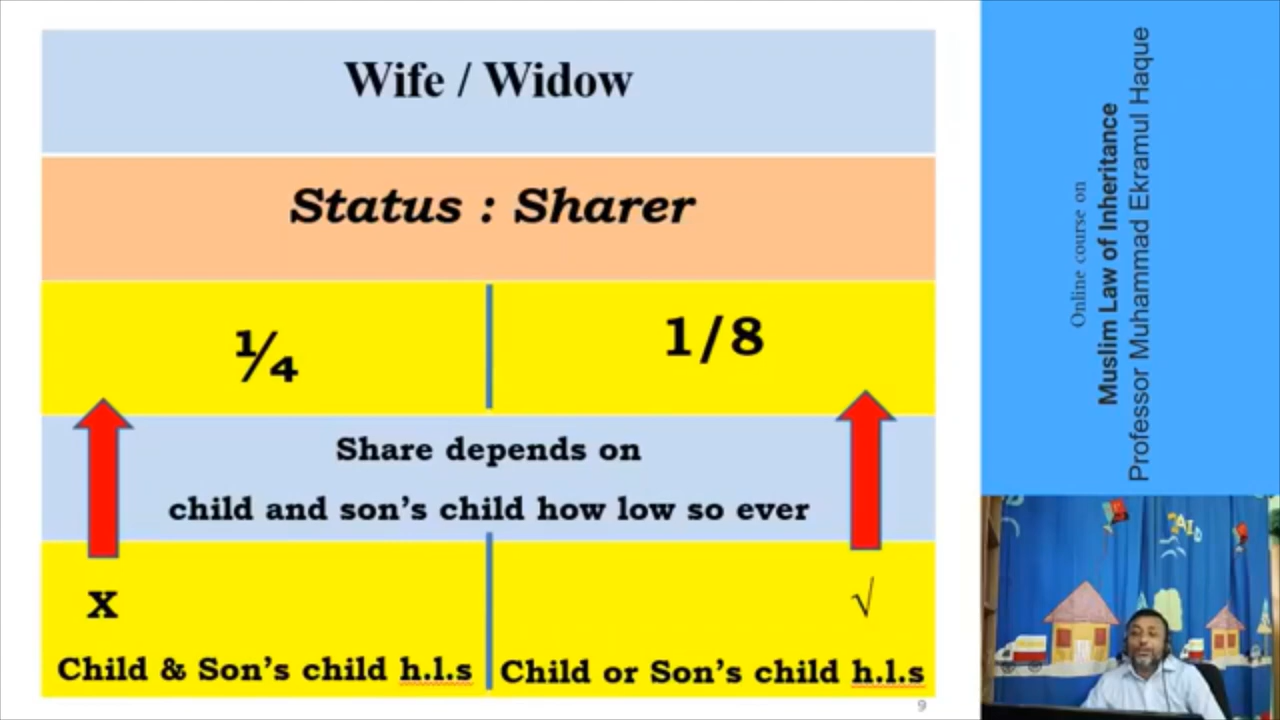 Wife / Widow
Status : Sharer
¼
1/8
Share depends on
child and son's child how low so ever
X
√
Child & Son's child h.l.s
Child or Son's child h.l.s
9
Online course on
Muslim Law of Inheritance
Professor Muhammad Ekramul Haque